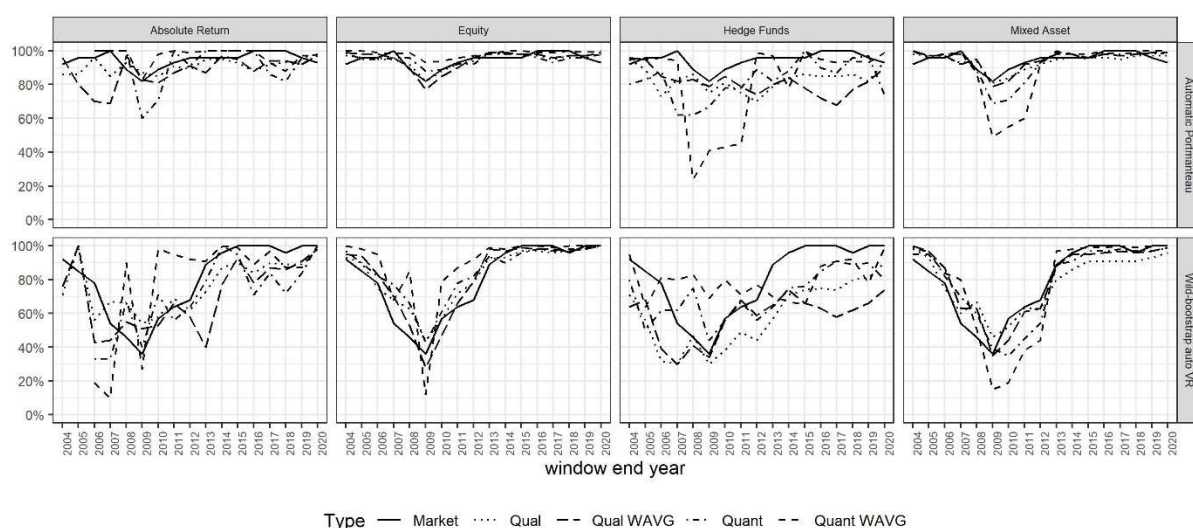 Absolute Return
Equity
Hedge Funds
Mixed Asset
100%
80%
60%
40%
20%
0%
Automatic Portmanteau
100%
80%
60%
40%
20%
0%
Wild-bootstrap auto VR
2004 2005 2006 2007 2008 2009 2010 2011 2012 2013 2014 2015 2016 2017 2018 2019 2020
2004 2005 2006 2007 2008 2009 2010 2011 2012 2013 2014 2015 2016 2017 2018 2019 2020
2004 2005 2006 2007 2008 2009 2010 2011 2012 2013 2014 2015 2016 2017 2018 2019 2020
2004 2005 2006 2007 2008 2009 2010 2011 2012 2013 2014 2015 2016 2017 2018 2019 2020
window end year
Type Market Qual Qual WAVG Quant Quant WAVG